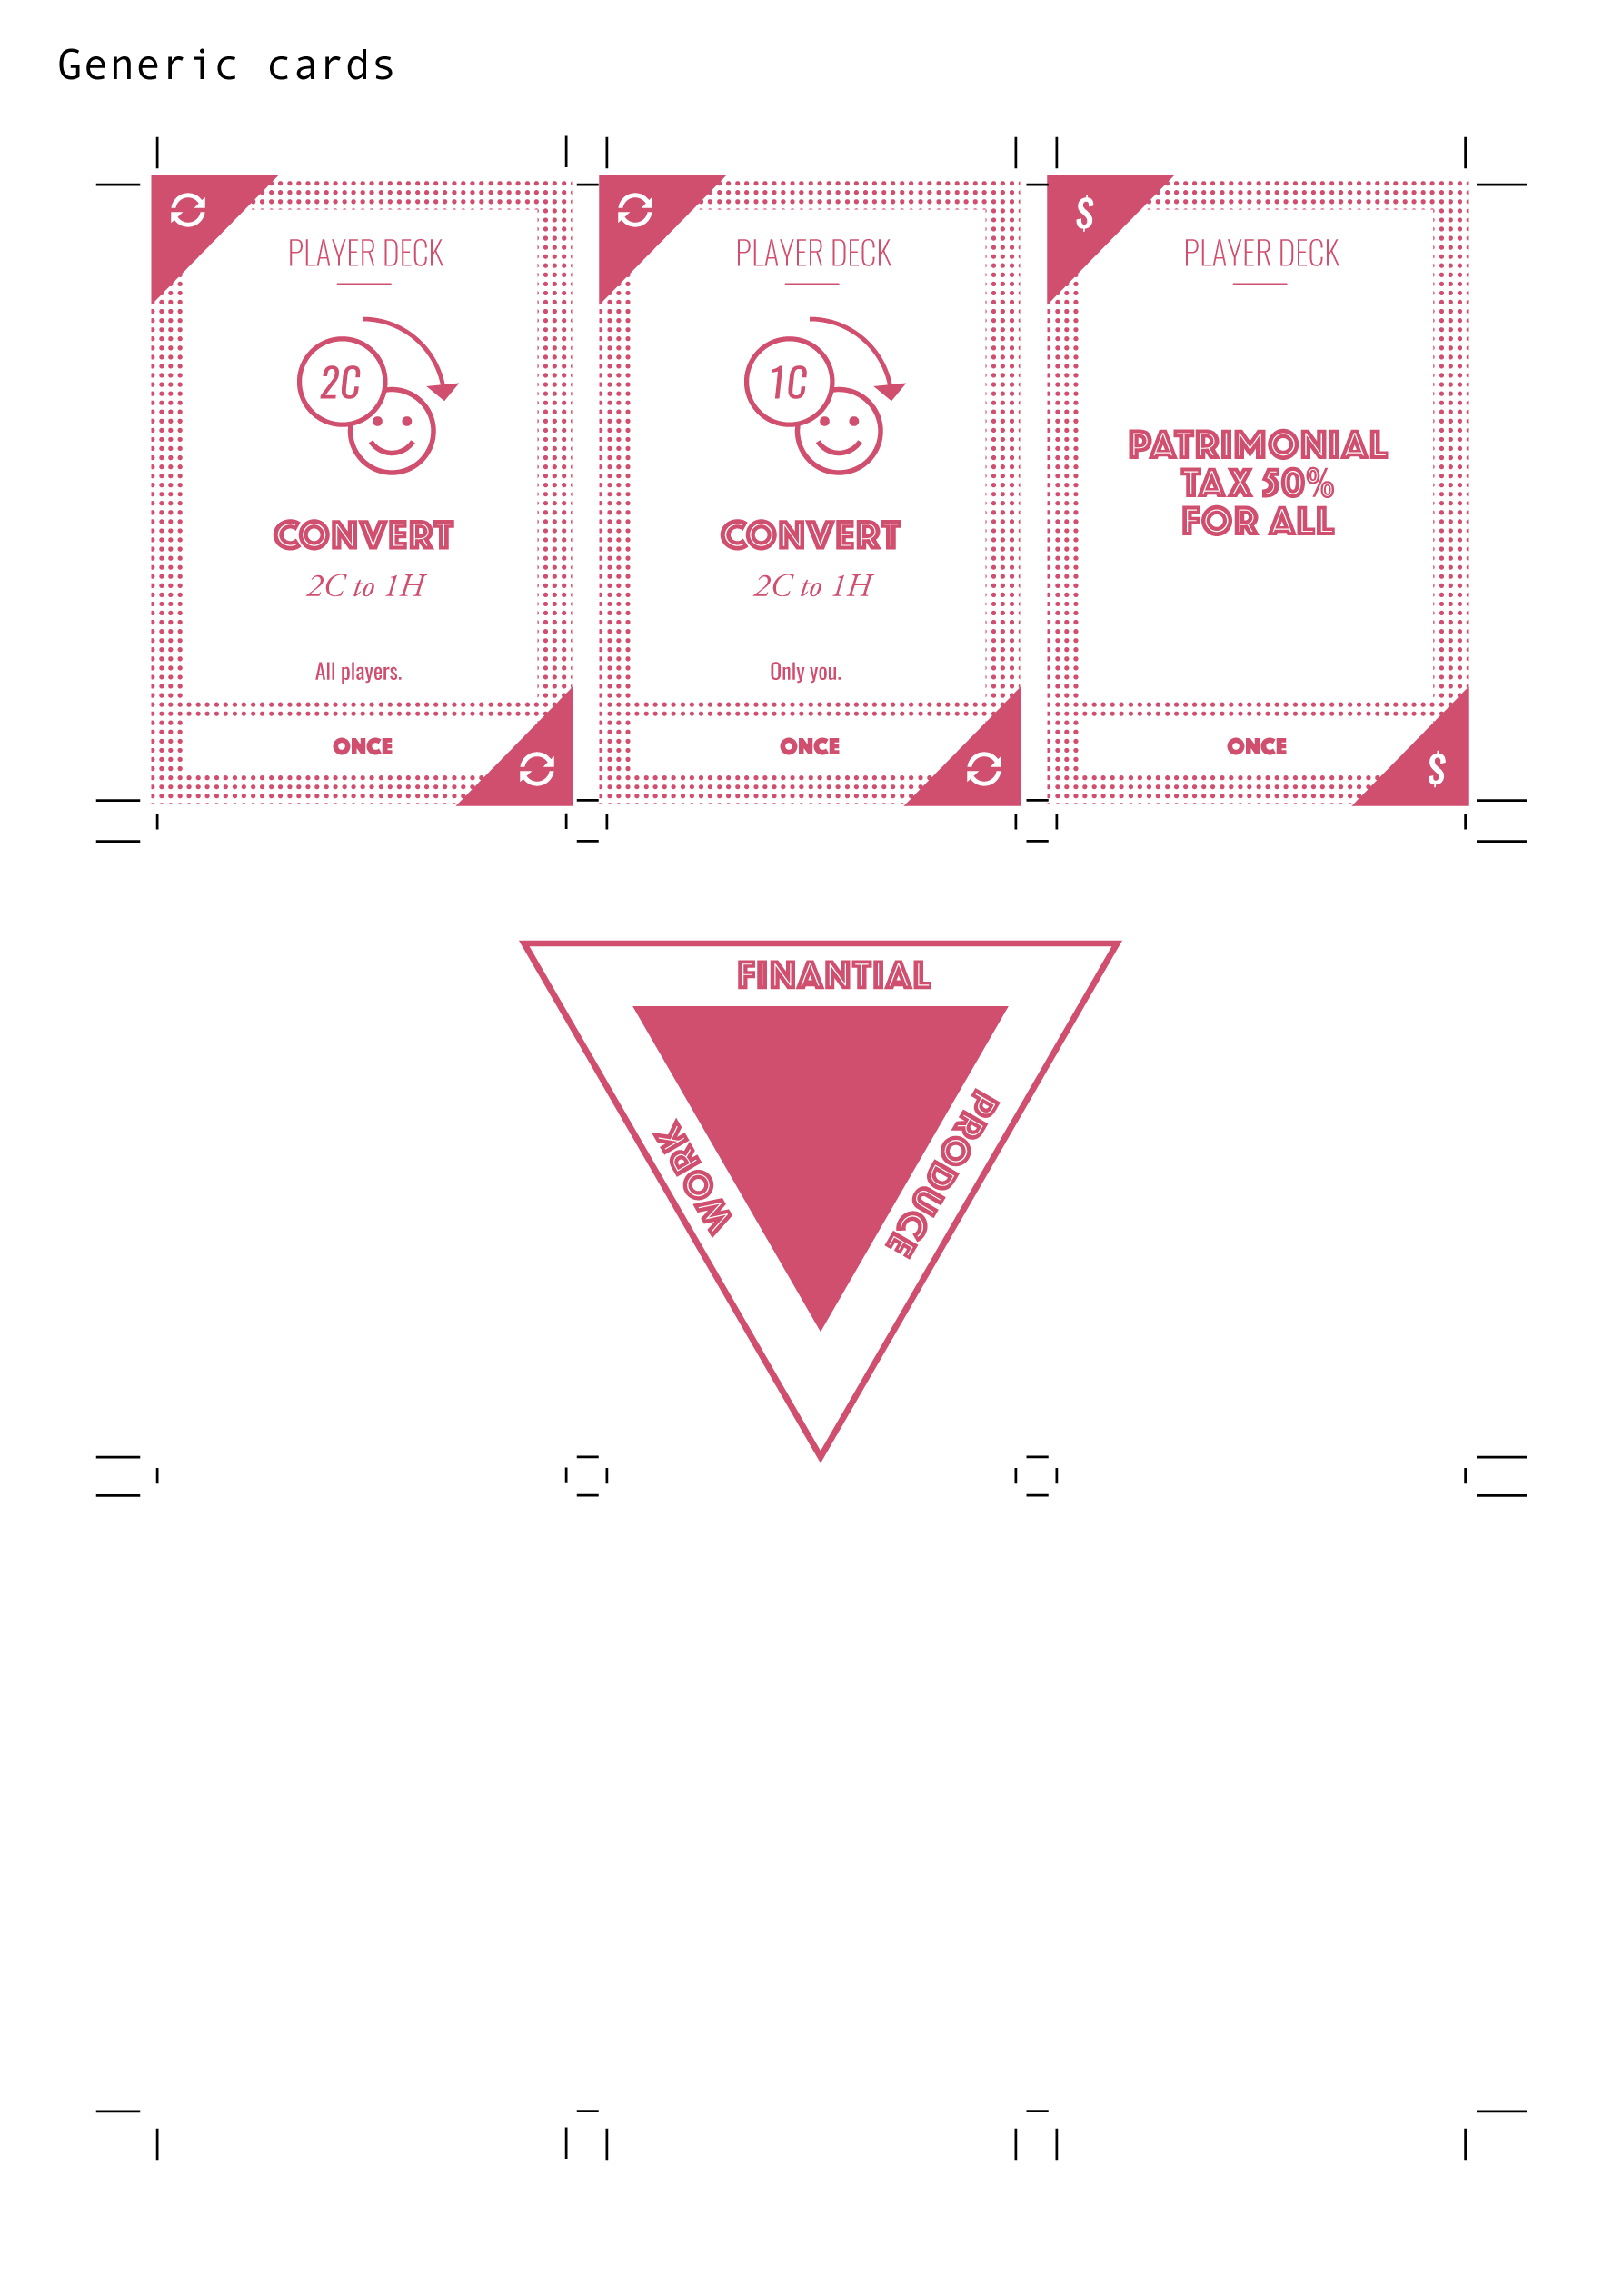 Generic cards
PLAYER DECK
2C
CONVERT
2C to 1H
All players.
ONCE
PLAYER DECK
1C
CONVERT
2C to 1H
Only you.
ONCE
$
PLAYER DECK
PATRIMONIAL
TAX 50%
FOR ALL
ONCE
$
FINANTIAL
WORK
PRODUCE